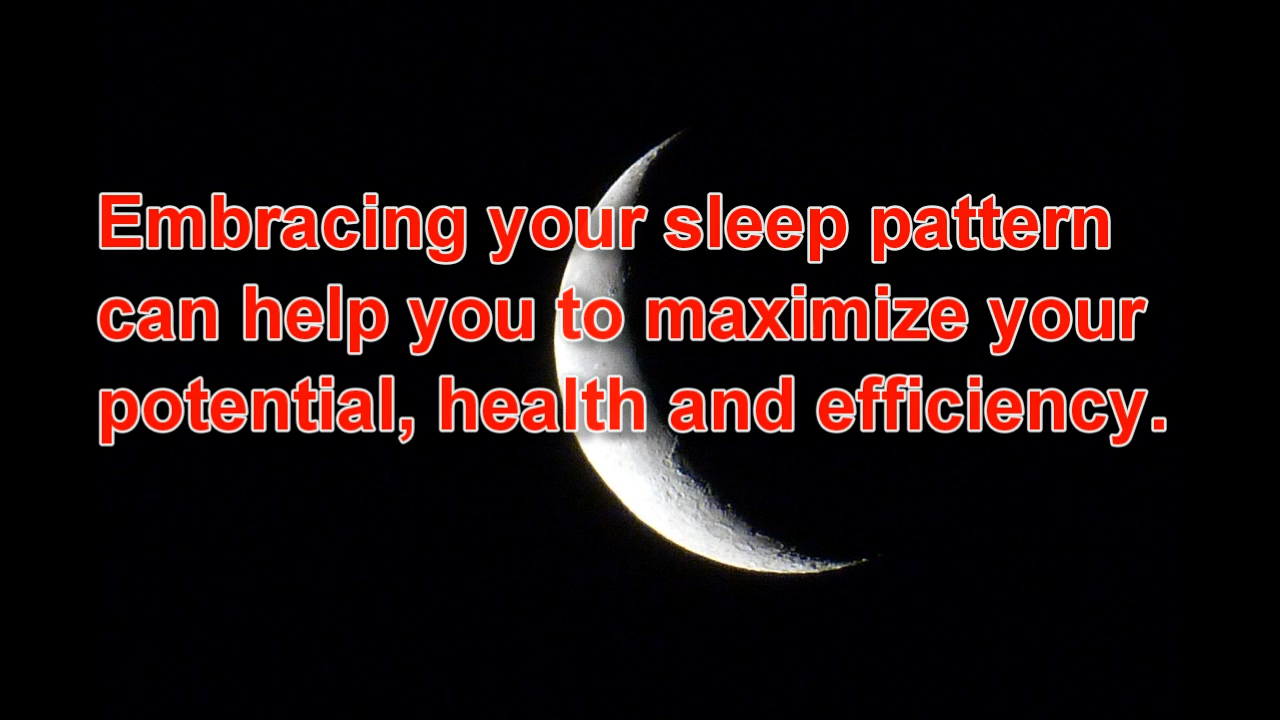 Embracing your sleep pattern
can help you to maximize your
potential, health and efficiency.